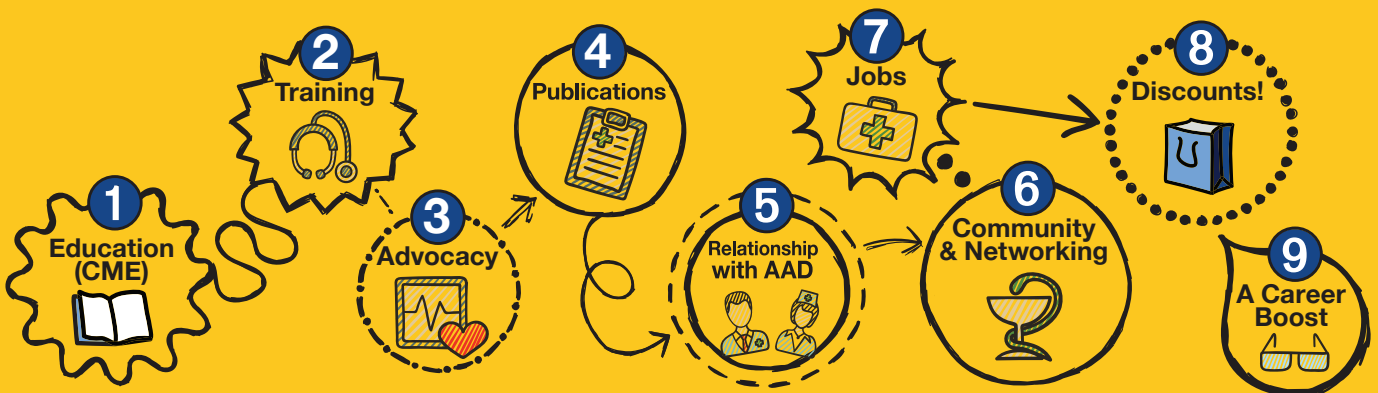 1
Education
(CME)
2
Training
3
Advocacy
4
Publications
5
Relationship
with AAD
6
Community
& Networking
7
Jobs
8
Discounts!
9
A Career
Boost